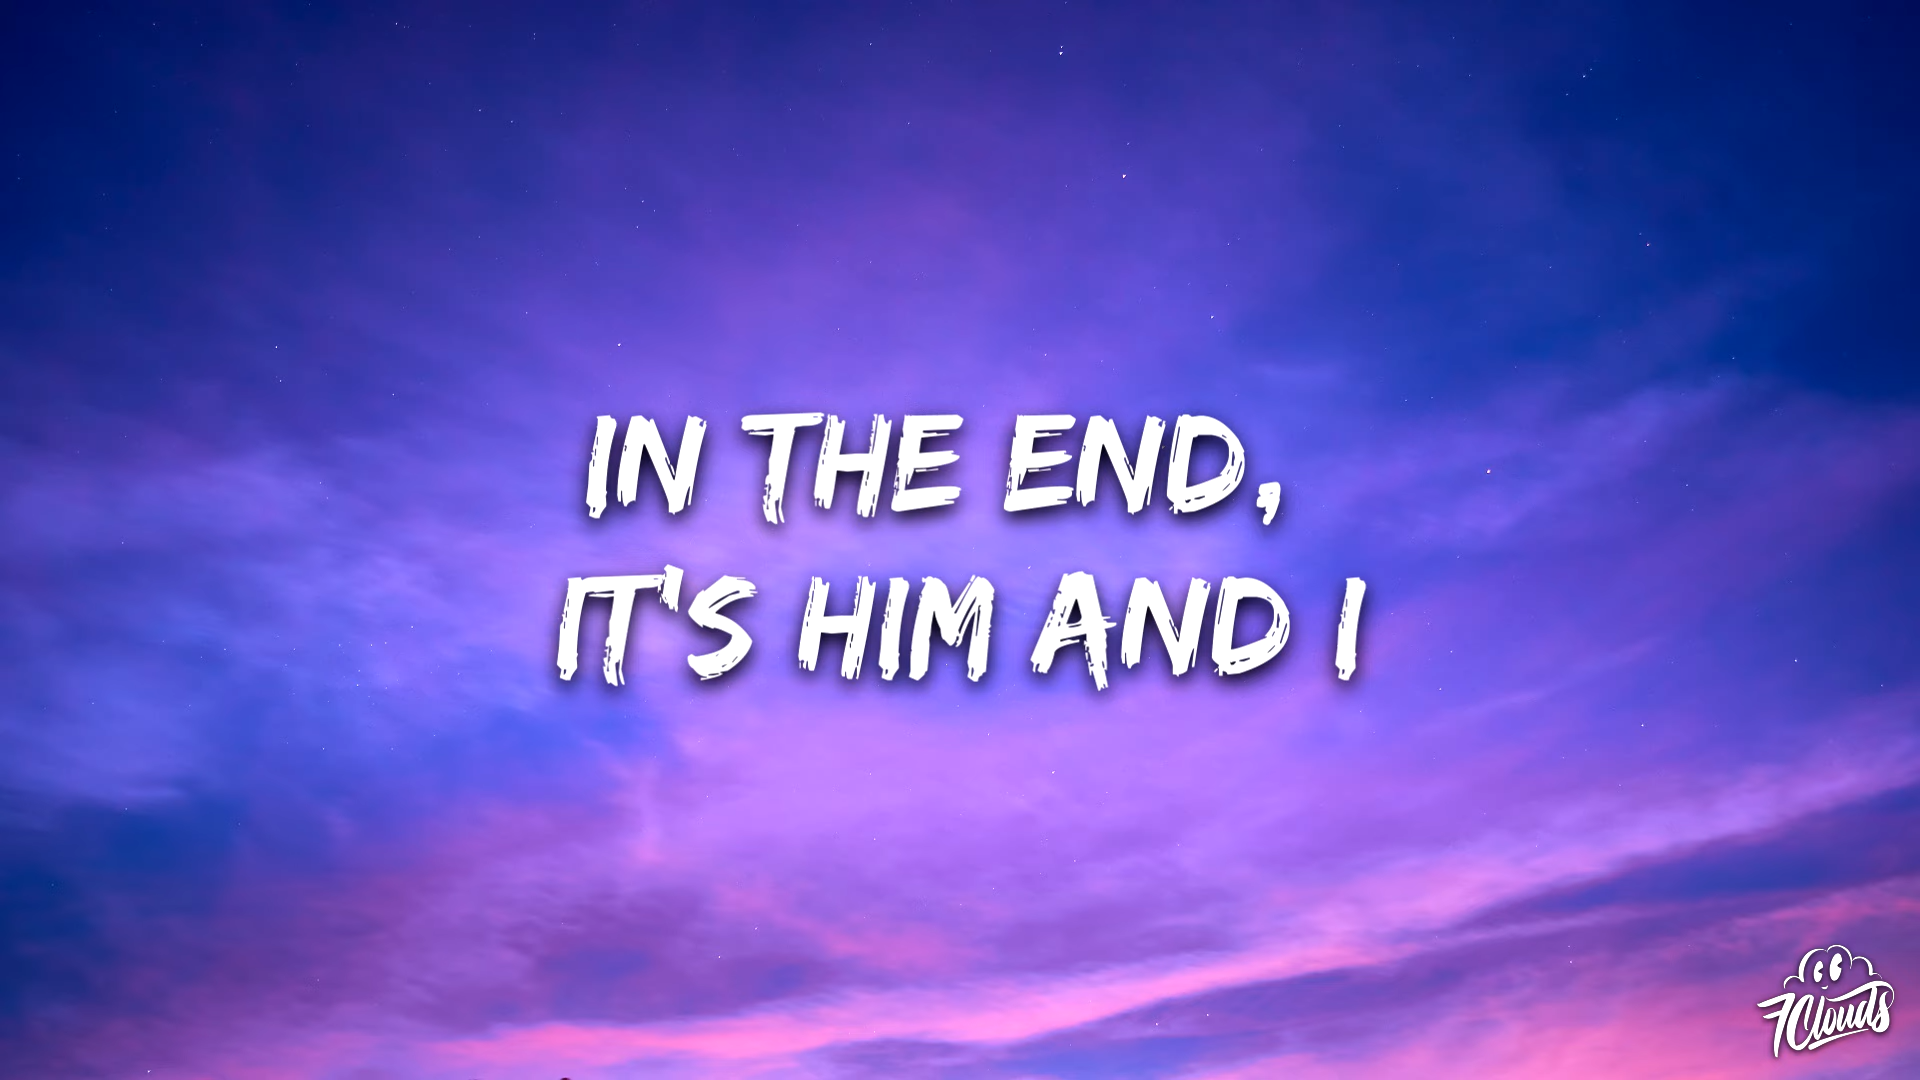 IN THE END,
IT'S HIM AND I
7Clouds